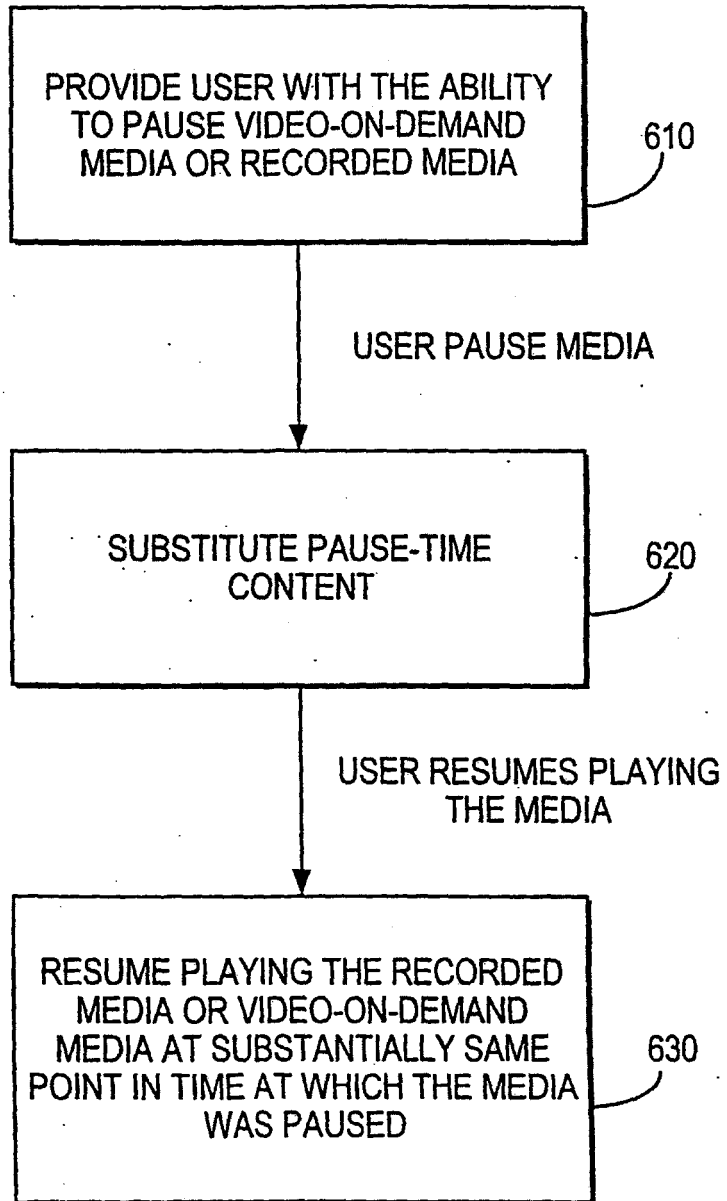 PROVIDE USER WITH THE ABILITY
TO PAUSE VIDEO-ON-DEMAND
MEDIA OR RECORDED MEDIA
610
USER PAUSE MEDIA
SUBSTITUTE PAUSE-TIME
CONTENT
620
USER RESUMES PLAYING
THE MEDIA
RESUME PLAYING THE RECORDED
MEDIA OR VIDEO-ON-DEMAND
MEDIA AT SUBSTANTIALLY SAME
POINT IN TIME AT WHICH THE MEDIA
WAS PAUSED
630